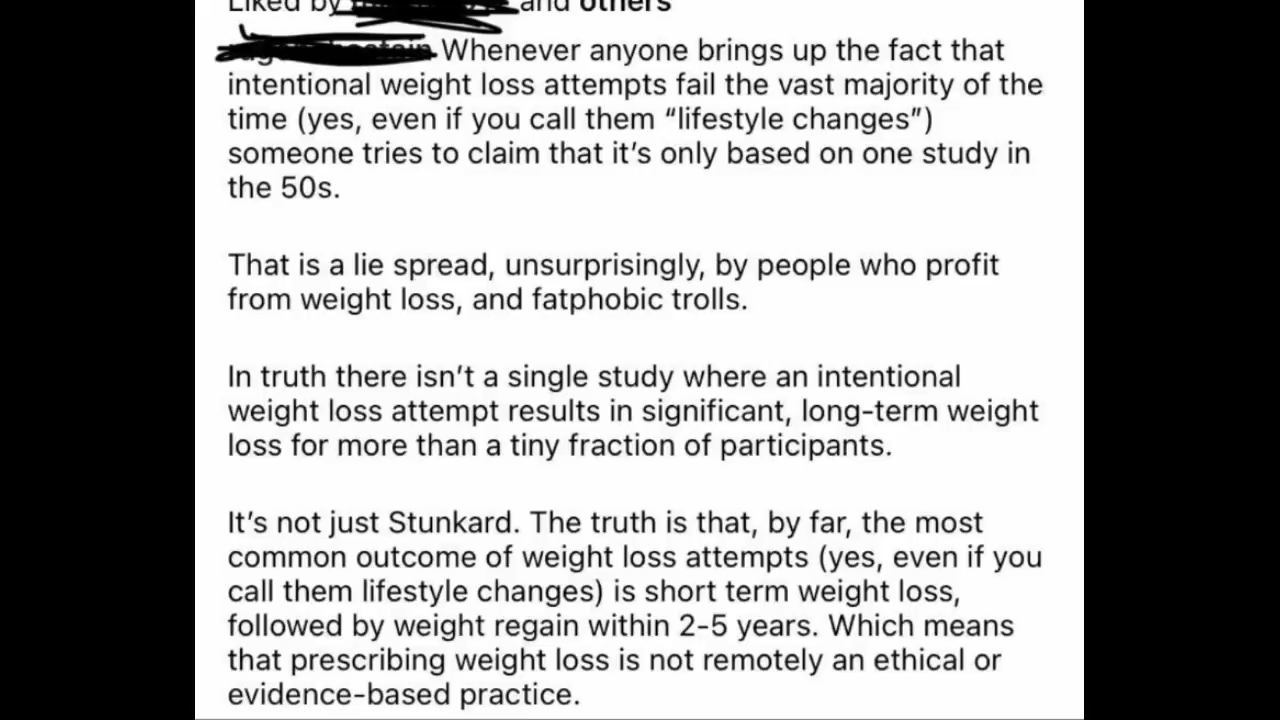 Liked by and others
Whenever anyone brings up the fact that
intentional weight loss attempts fail the vast majority of the
time (yes, even if you call them “lifestyle changes”)
someone tries to claim that it’s only based on one study in
the 50s.
That is a lie spread, unsurprisingly, by people who profit
from weight loss, and fatphobic trolls.
In truth there isn’t a single study where an intentional
weight loss attempt results in significant, long-term weight
loss for more than a tiny fraction of participants.
It’s not just Stunkard. The truth is that, by far, the most
common outcome of weight loss attempts (yes, even if you
call them lifestyle changes) is short term weight loss,
followed by weight regain within 2-5 years. Which means
that prescribing weight loss is not remotely an ethical or
evidence-based practice.